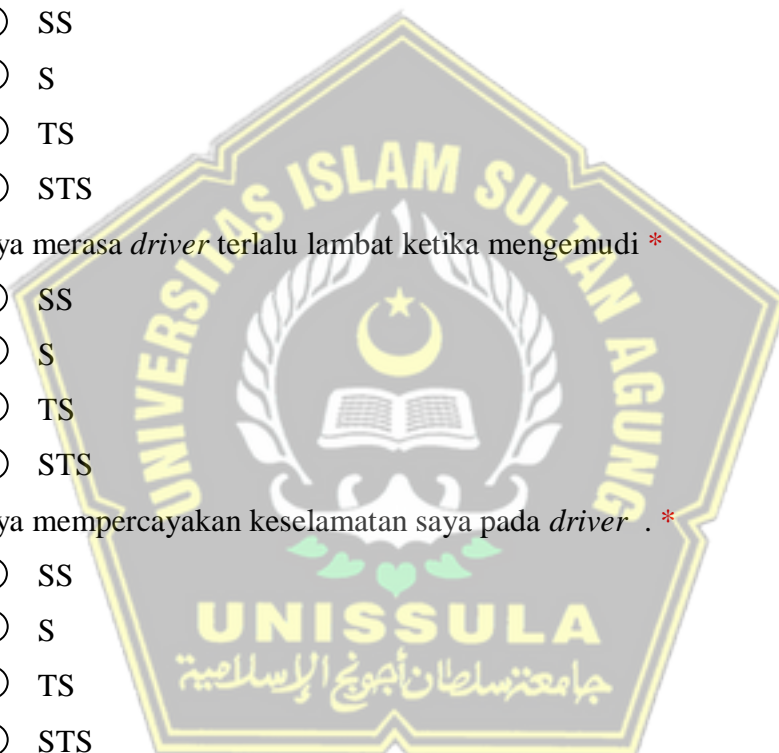 SS
S
TS
STS
ya merasa driver terlalu lambat ketika mengemudi *
SS
S
TS
STS
ya mempercayakan keselamatan saya pada driver . *
SS
S
TS
STS
UNIVERSITAS ISLAM SULTAN AGUNG
UNISSULA
جامعة سلطان أجونج الإسلامية